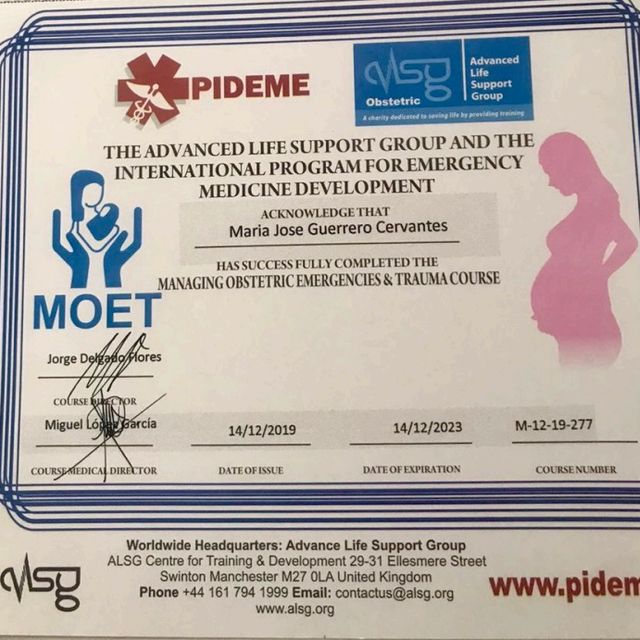 PIDEME
alsg
Obstetric
Advanced
Life
Support
Group
A charity dedicated to saving life by providing training
THE ADVANCED LIFE SUPPORT GROUP AND THE
INTERNATIONAL PROGRAM FOR EMERGENCY
MEDICINE DEVELOPMENT
ACKNOWLEDGE THAT
Maria Jose Guerrero Cervantes
HAS SUCCESS FULLY COMPLETED THE
MANAGING OBSTETRIC EMERGENCIES & TRAUMA COURSE
MOET
Jorge Delgado Flores
COURSE DIRECTOR
Miguel López García 14/12/2019 14/12/2023 M-12-19-277
COURSE MEDICAL DIRECTOR DATE OF ISSUE DATE OF EXPIRATION COURSE NUMBER
Worldwide Headquarters: Advance Life Support Group
ALSG Centre for Training & Development 29-31 Ellesmere Street
Swinton Manchester M27 0LA United Kingdom
Phone +44 161 794 1999 Email: contactus@alsg.org
www.alsg.org
alsg
www.pidem